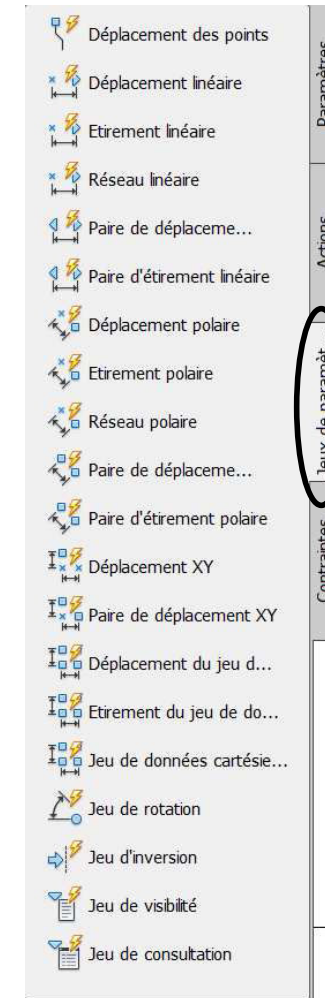 Déplacement des points
Déplacement linéaire
Etirement linéaire
Réseau linéaire
Paire de déplaceme...
Paire d'étirement linéaire
Déplacement polaire
Etirement polaire
Réseau polaire
Paire de déplaceme...
Paire d'étirement polaire
Déplacement XY
Paire de déplacement XY
Déplacement du jeu d...
Etirement du jeu de do...
Jeu de données cartésie...
Jeu de rotation
Jeu d'inversion
Jeu de visibilité
Jeu de consultation
Paramètres
Actions
Jeux de paramèt
Contraintes